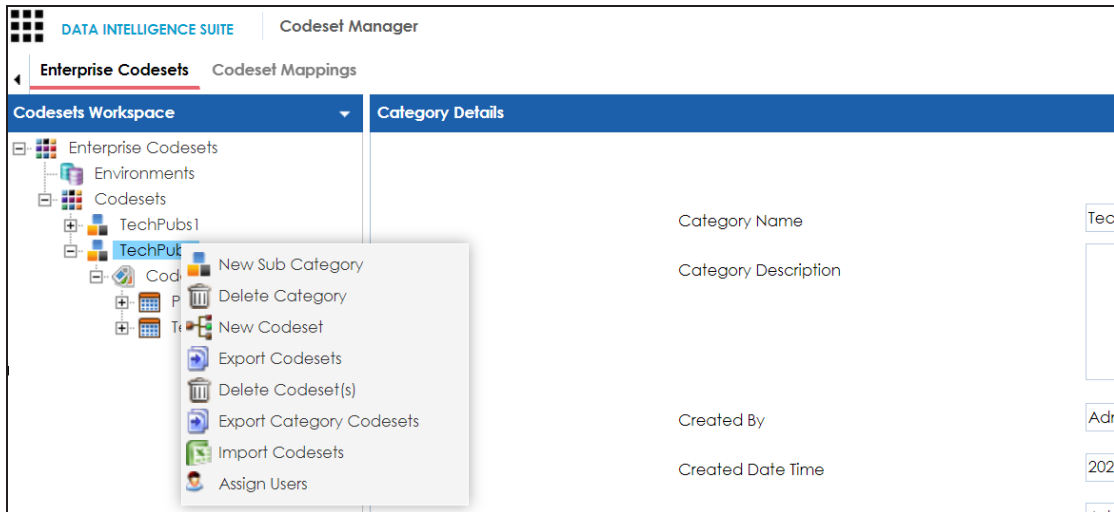 DATA INTELLIGENCE SUITE Codeset Manager
Enterprise Codesets Codeset Mappings
Codesets Workspace Category Details
Enterprise Codesets
Environments
Codesets
TechPubs1
Category Name
New Sub Category
Category Description
Delete Category
New Codeset
Export Codesets
Delete Codeset(s)
Export Category Codesets
Created By
Import Codesets
Created Date Time
Assign Users